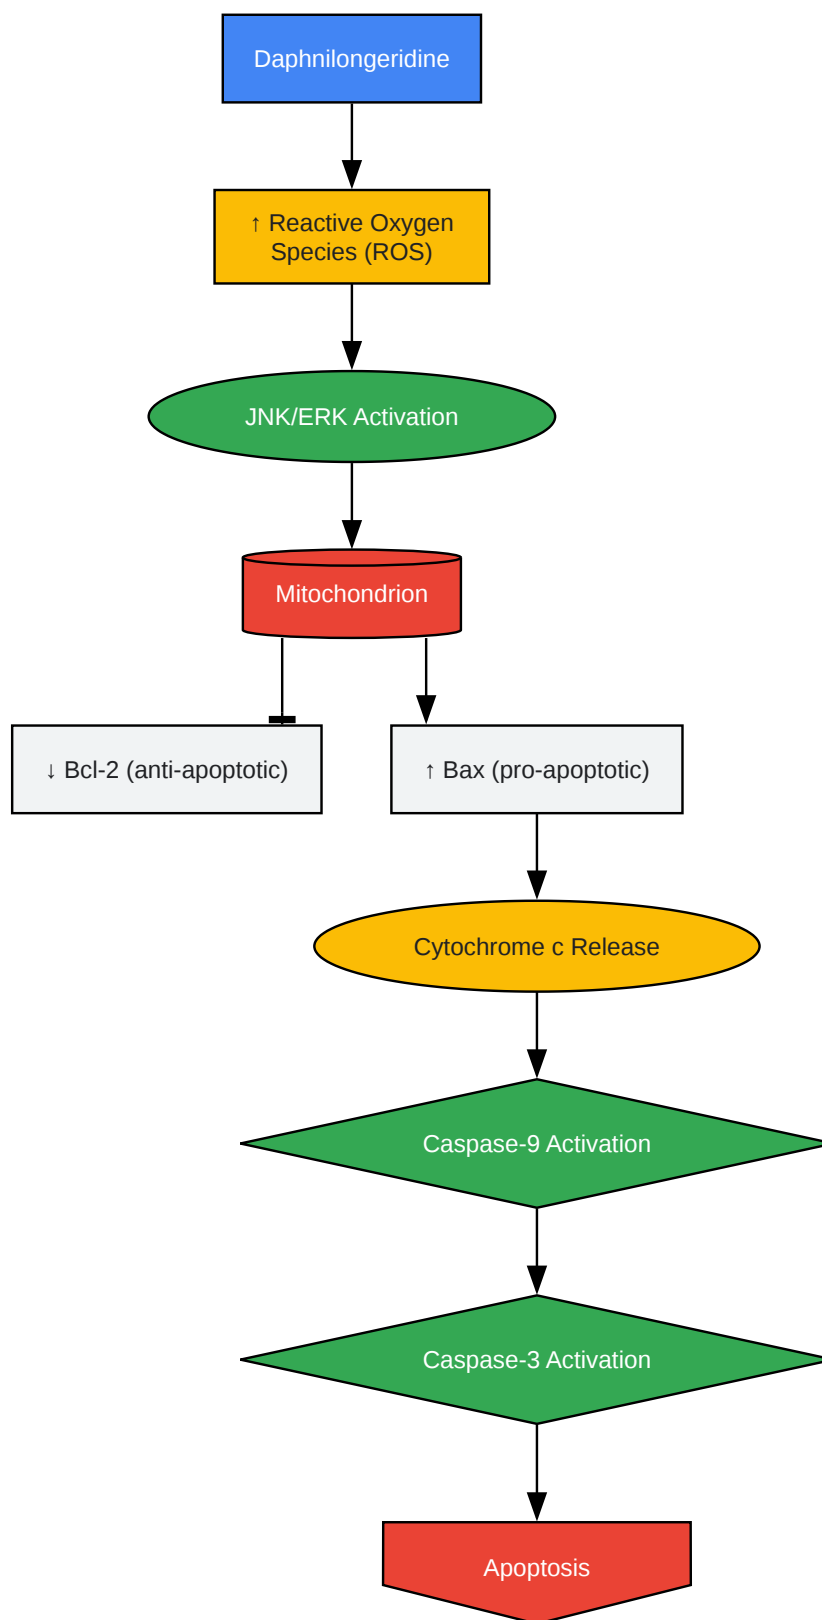 Daphnilongeridine
↑ Reactive Oxygen
Species (ROS)
JNK/ERK Activation
Mitochondrion
↓ Bcl-2 (anti-apoptotic)
↑ Bax (pro-apoptotic)
Cytochrome c Release
Caspase-9 Activation
Caspase-3 Activation
Apoptosis